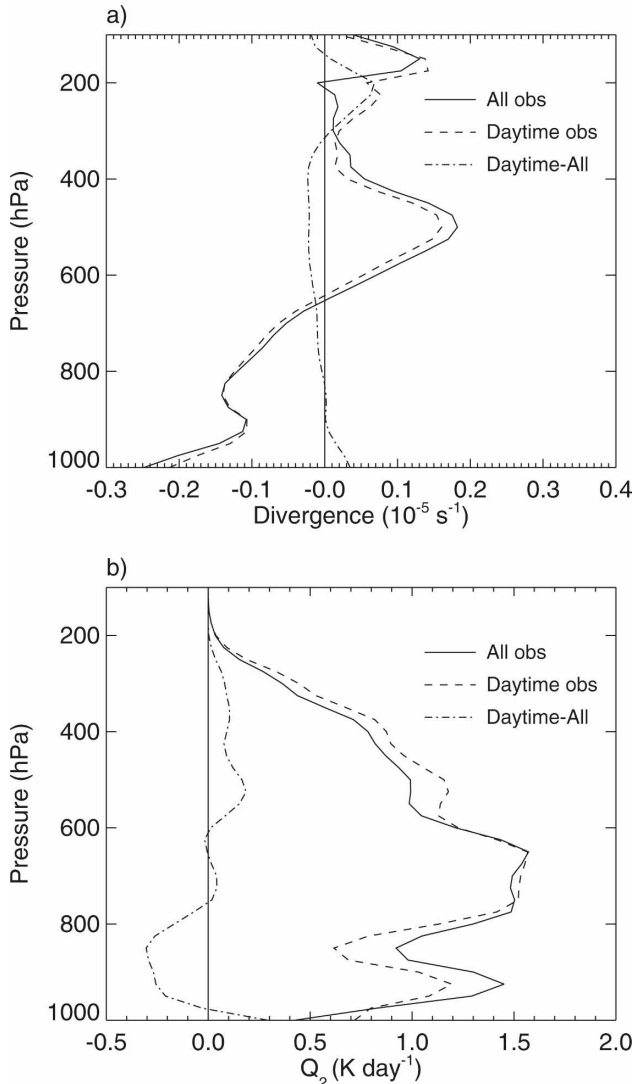 a)
200
400
600
800
1000
Pressure (hPa)
All obs
Daytime obs
Daytime-All
-0.3 -0.2 -0.1 -0.0 0.1 0.2 0.3 0.4
Divergence (10⁻⁵ s⁻¹)
b)
200
400
600
800
1000
Pressure (hPa)
All obs
Daytime obs
Daytime-All
-0.5 0.0 0.5 1.0 1.5 2.0
Q₂ (K day⁻¹)